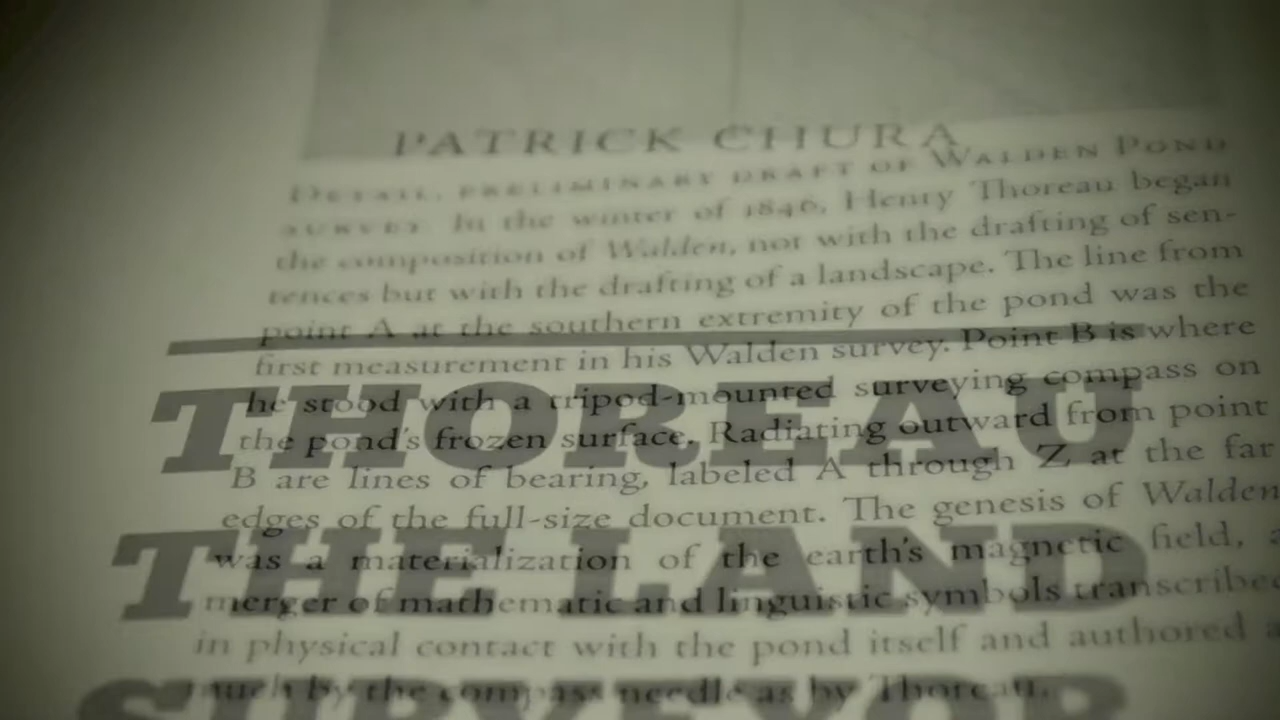 PATRICK CHURA
DETAIL, PRELIMINARY DRAFT OF WALDEN POND
SURVEY. In the winter of 1846, Henry Thoreau began
the composition of Walden, not with the drafting of sen-
tences but with the drafting of a landscape. The line from
point A at the southern extremity of the pond was the
first measurement in his Walden survey. Point B is where
he stood with a tripod-mounted surveying compass on
the pond's frozen surface. Radiating outward from point
B are lines of bearing, labeled A through Z at the far
edges of the full-size document. The genesis of Walden
was a materialization of the earth's magnetic field, a
merger of mathematic and linguistic symbols transcribed
in physical contact with the pond itself and authored a
much by the compass needle as by Thoreau.
THOREAU
THE LAND
SURVEYOR